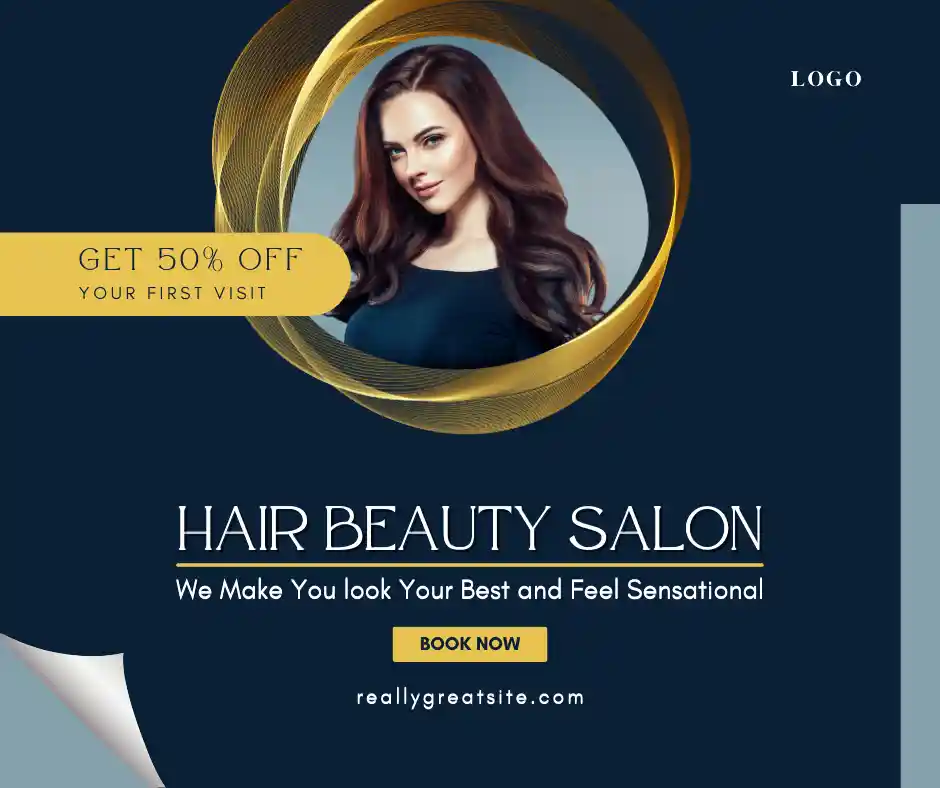 LOGO
GET 50% OFF
YOUR FIRST VISIT
HAIR BEAUTY SALON
We Make You look Your Best and Feel Sensational
BOOK NOW
reallygreatsite.com